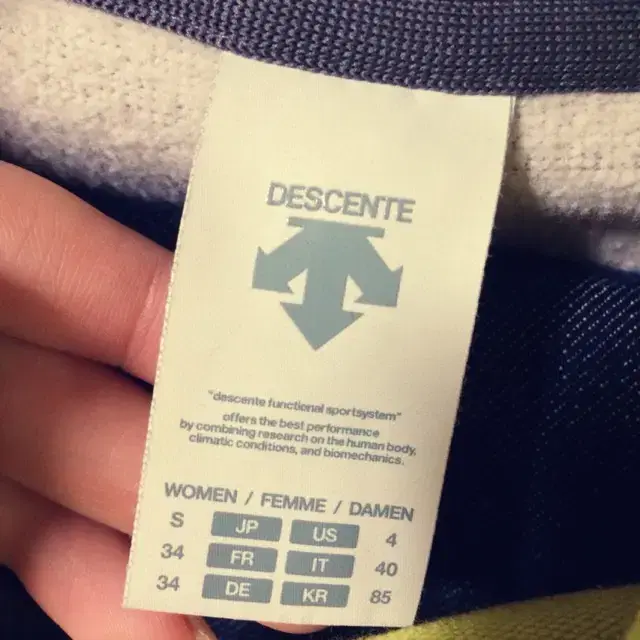 DESCENTE
"descente functional sportsystem"
offers the best performance
by combining research on the human body,
climatic conditions, and biomechanics.
WOMEN / FEMME / DAMEN
S JP US 4
34 FR IT 40
34 DE KR 85